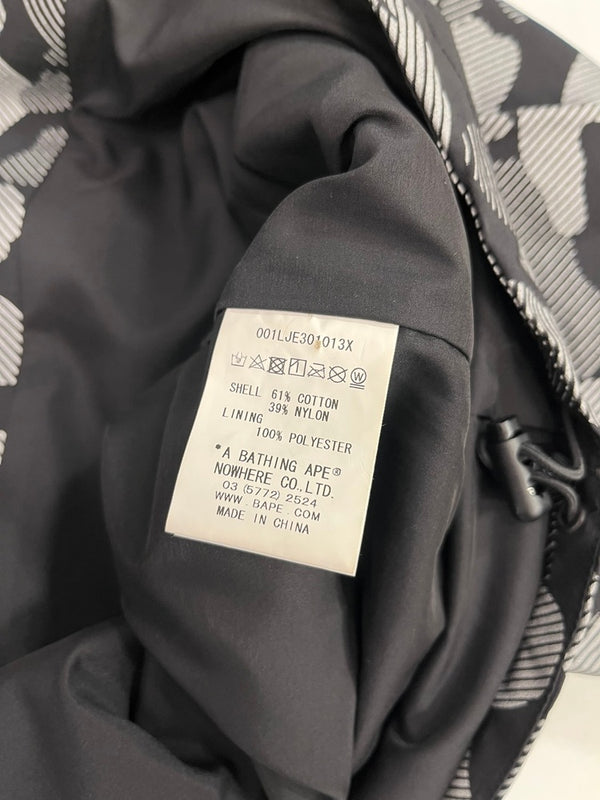 001LJE301013X
SHELL 61% COTTON
39% NYLON
LINING
100% POLYESTER
*A BATHING APE®
NOWHERE CO.,LTD.
03 (5772) 2524
WWW.BAPE.COM
MADE IN CHINA